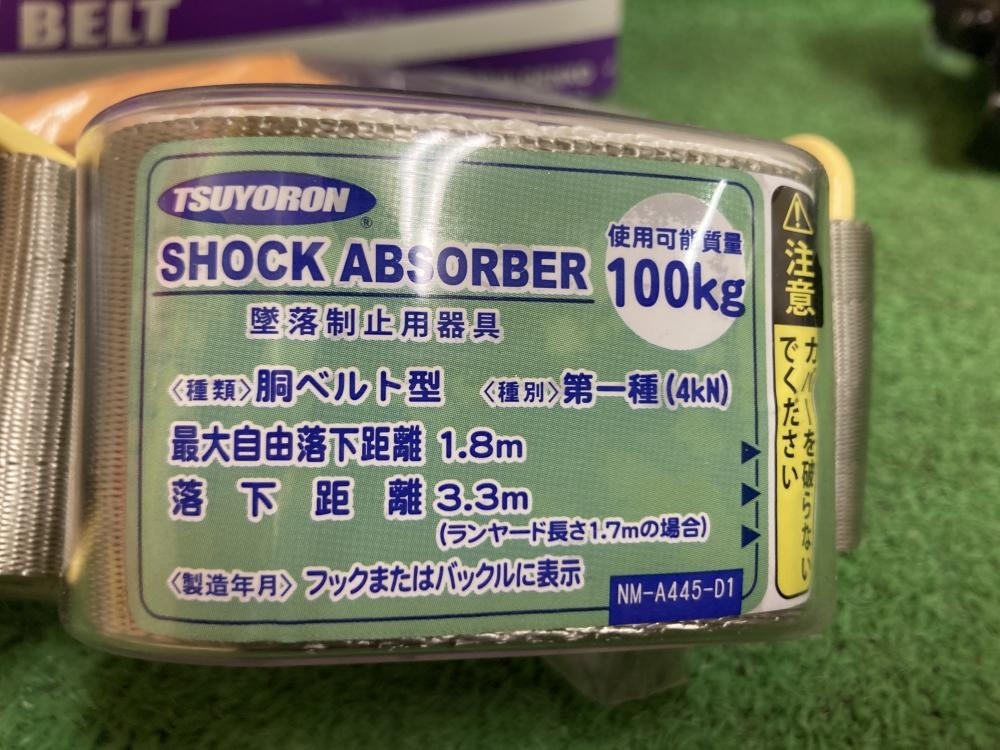 BELT
TSUYORON
®
SHOCK ABSORBER
使用可能質量
100kg
墜落制止用器具
〈種類〉胴ベルト型 〈種別〉第一種(4kN)
最大自由落下距離 1.8m
落下距離 3.3m
(ランヤード長さ1.7mの場合)
〈製造年月〉フックまたはバックルに表示
NM-A445-D1
注意
カバーを破らない
でください